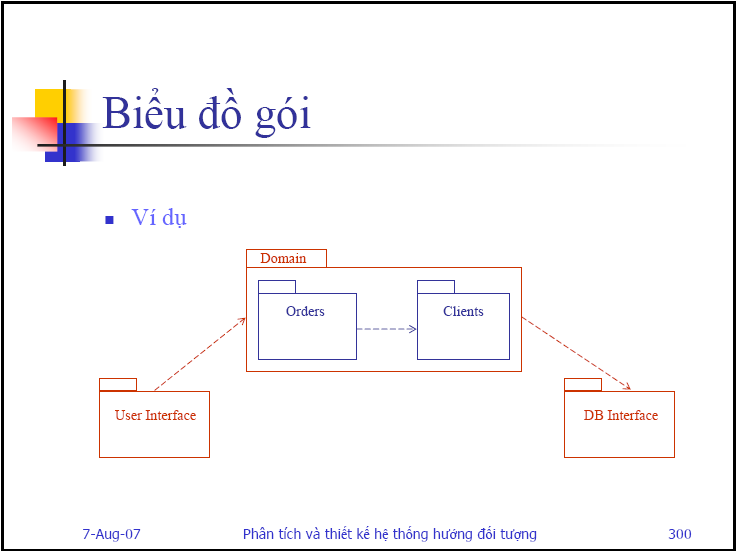 Biểu đồ gói
Ví dụ
Domain
Orders
Clients
User Interface
DB Interface
7-Aug-07
Phân tích và thiết kế hệ thống hướng đối tượng
300